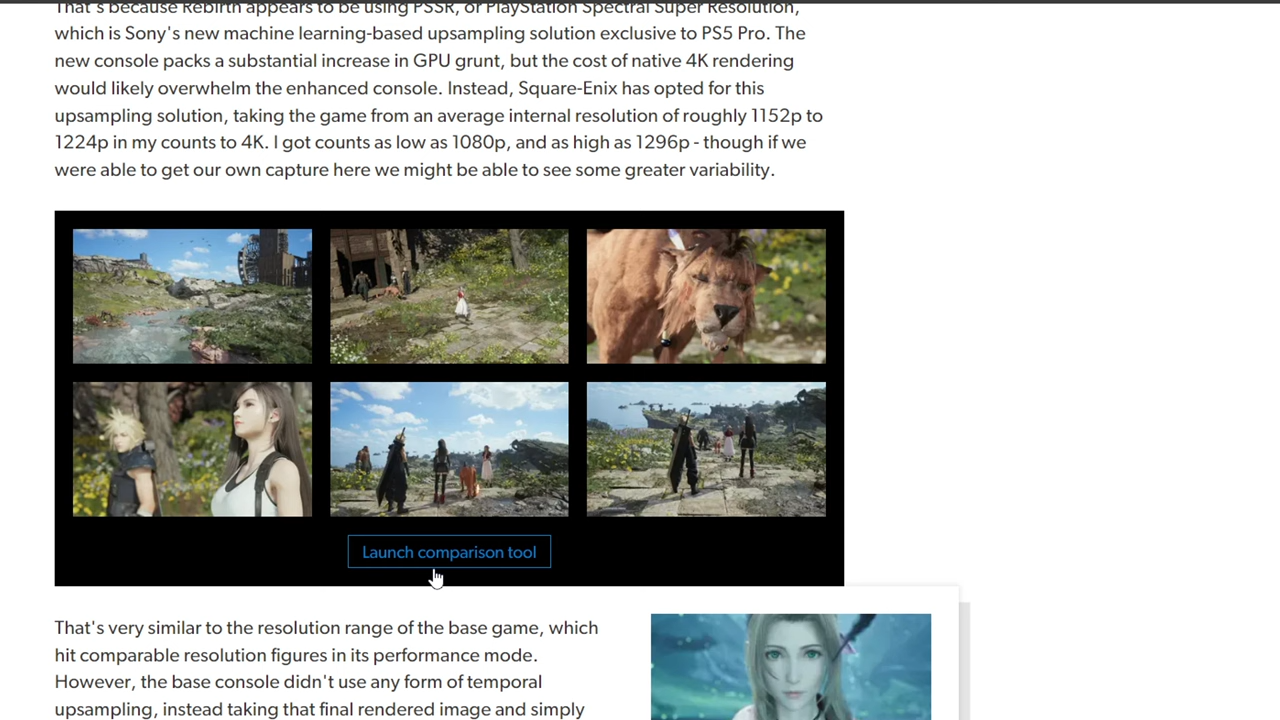 That's because Rebirth appears to be using PSSR, or PlayStation Spectral Super Resolution,
which is Sony's new machine learning-based upsampling solution exclusive to PS5 Pro. The
new console packs a substantial increase in GPU grunt, but the cost of native 4K rendering
would likely overwhelm the enhanced console. Instead, Square-Enix has opted for this
upsampling solution, taking the game from an average internal resolution of roughly 1152p to
1224p in my counts to 4K. I got counts as low as 1080p, and as high as 1296p - though if we
were able to get our own capture here we might be able to see some greater variability.
Launch comparison tool
That's very similar to the resolution range of the base game, which
hit comparable resolution figures in its performance mode.
However, the base console didn't use any form of temporal
upsampling, instead taking that final rendered image and simply